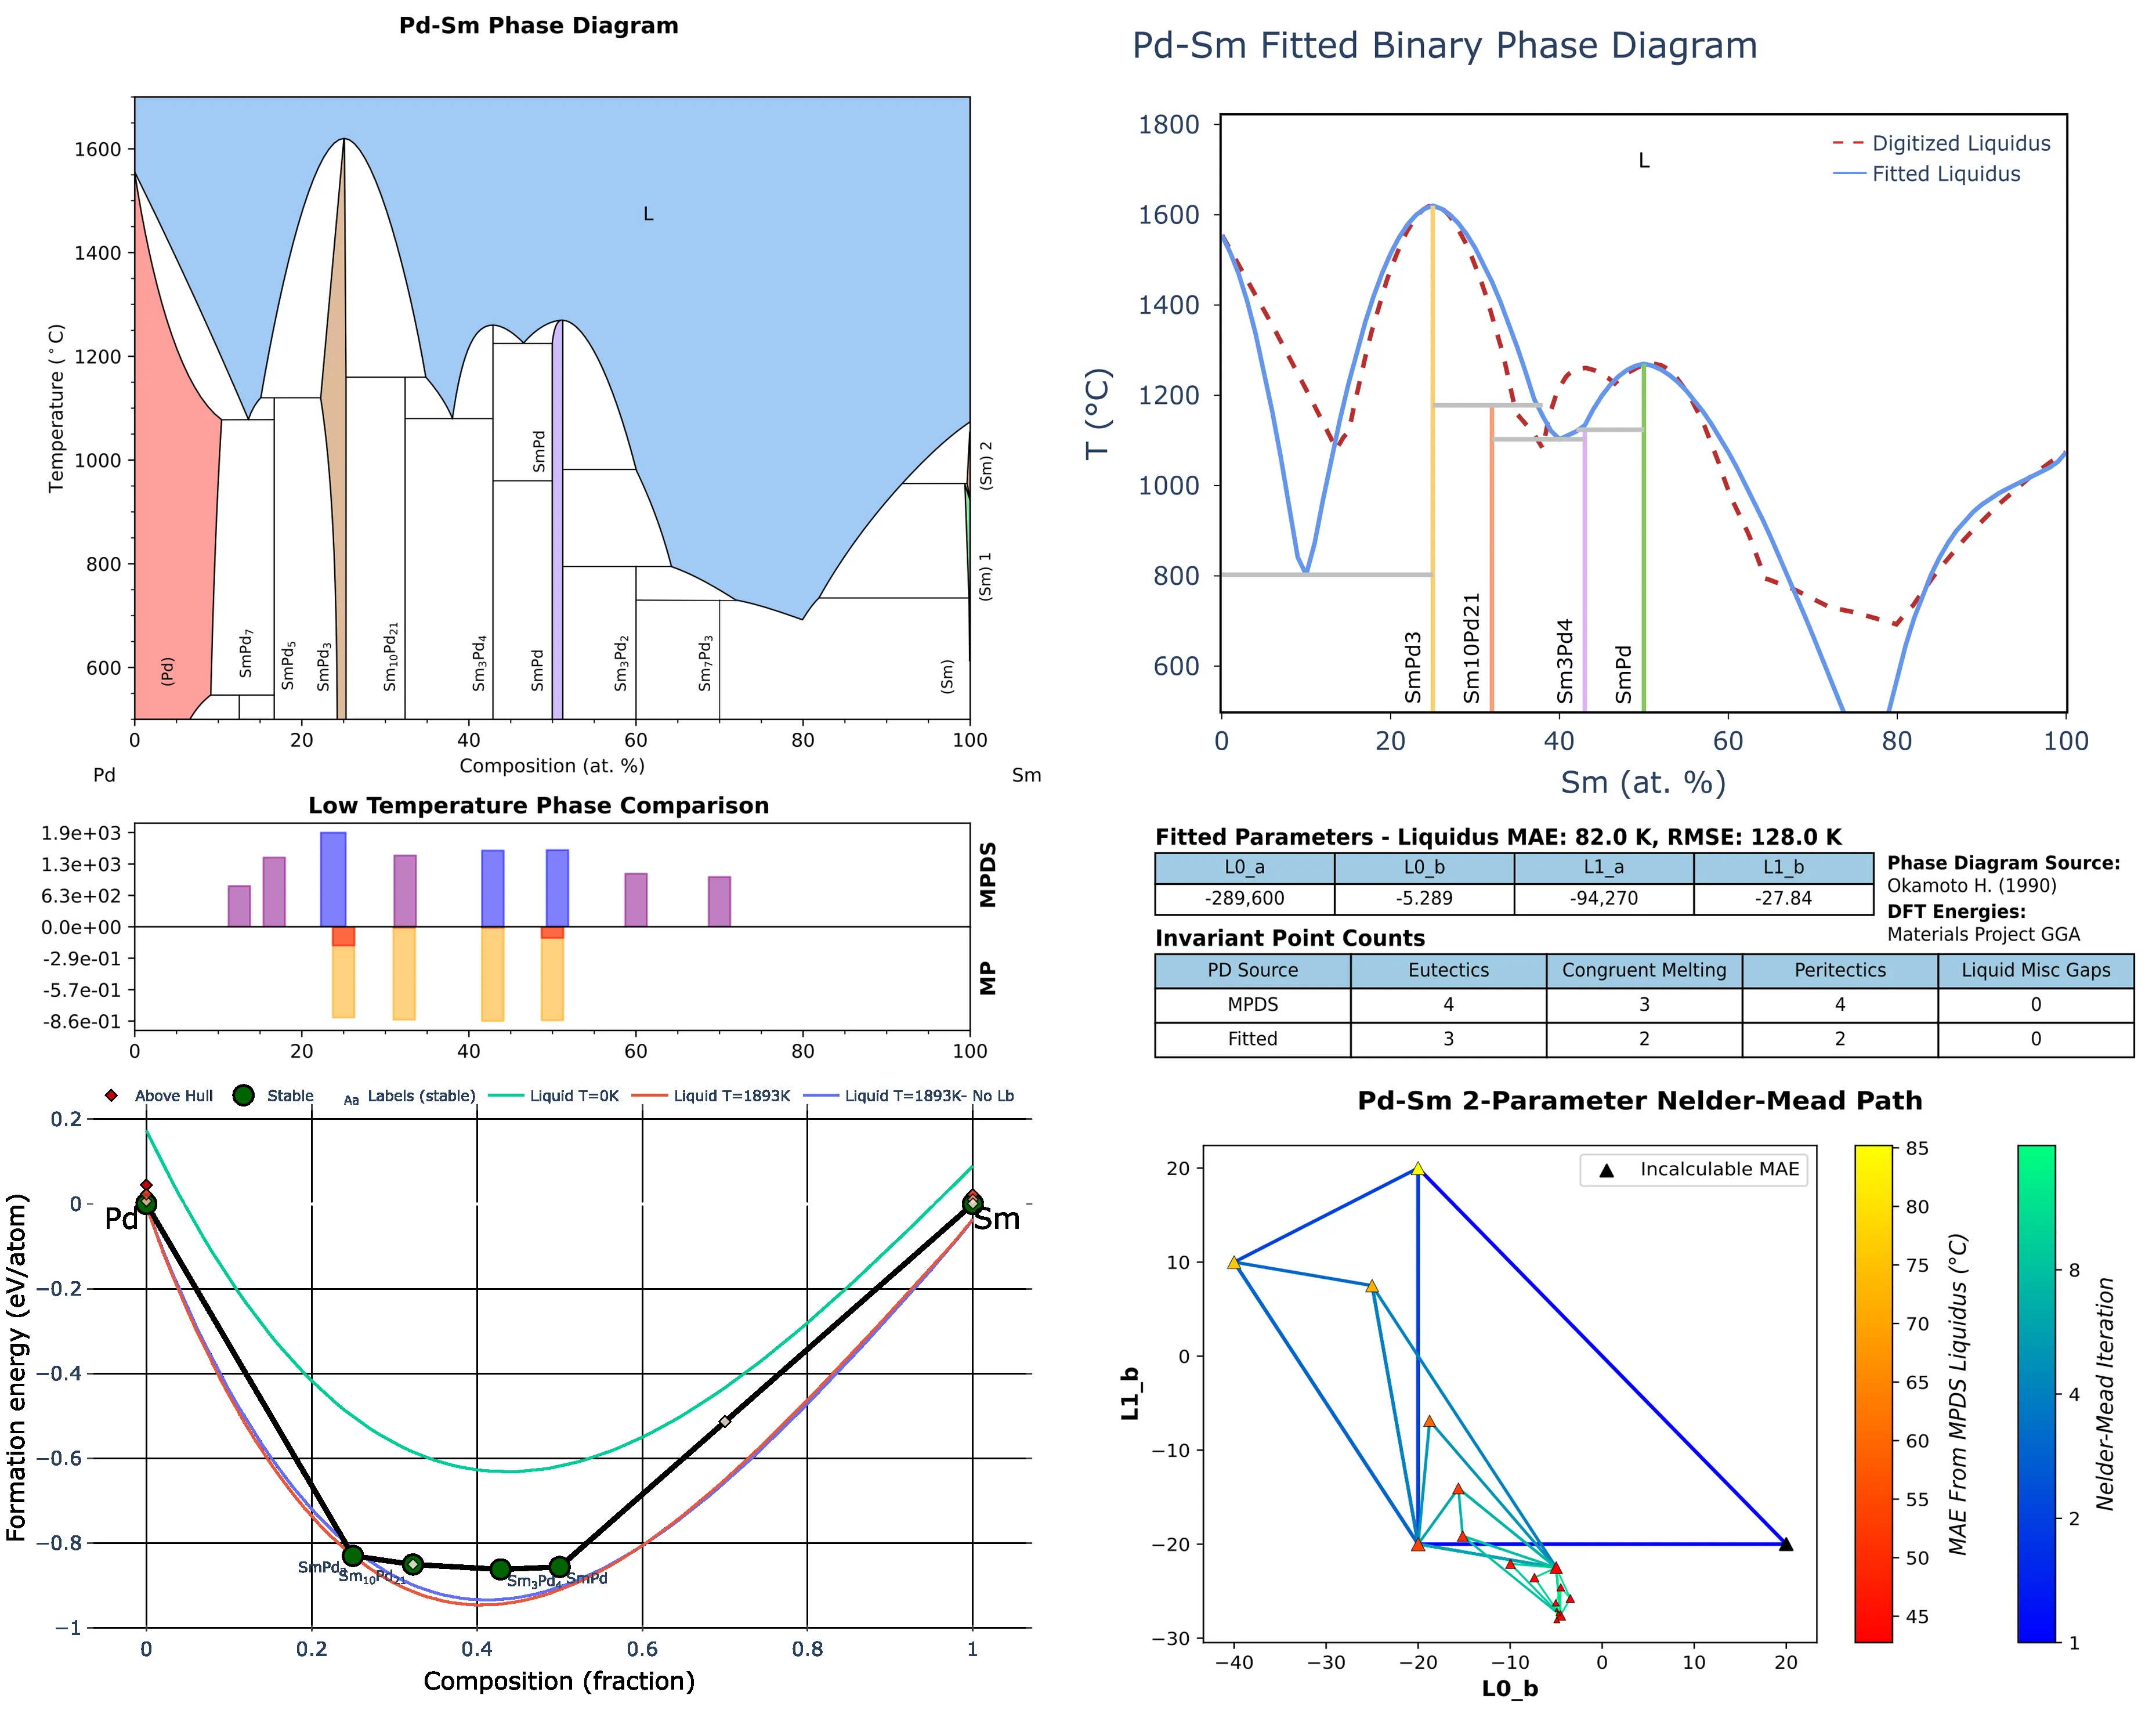 Pd-Sm Phase Diagram
Temperature (°C)
1600
1400
1200
1000
800
600
L
(Pd)
SmPd7
SmPd5
SmPd3
Sm10Pd21
Sm3Pd4
SmPd
SmPd
Sm3Pd2
Sm7Pd3
(Sm)
(Sm) 1
(Sm) 2
0 20 40 60 80 100
Composition (at. %)
Pd Sm
Pd-Sm Fitted Binary Phase Diagram
T (°C)
1800
1600
1400
1200
1000
800
600
L
Digitized Liquidus
Fitted Liquidus
SmPd3
Sm10Pd21
Sm3Pd4
SmPd
0 20 40 60 80 100
Sm (at. %)
Low Temperature Phase Comparison
1.9e+03
1.3e+03
6.3e+02
0.0e+00
-2.9e-01
-5.7e-01
-8.6e-01
MPDS
MP
0 20 40 60 80 100
Fitted Parameters - Liquidus MAE: 82.0 K, RMSE: 128.0 K
L0_a L0_b L1_a L1_b
-289,600 -5.289 -94,270 -27.84
Phase Diagram Source:
Okamoto H. (1990)
DFT Energies:
Materials Project GGA
Invariant Point Counts
PD Source Eutectics Congruent Melting Peritectics Liquid Misc Gaps
MPDS 4 3 4 0
Fitted 3 2 2 0
Above Hull Stable Aa Labels (stable) Liquid T=0K Liquid T=1893K Liquid T=1893K- No Lb
Formation energy (eV/atom)
0.2
0
−0.2
−0.4
−0.6
−0.8
−1
Pd
Sm
SmPd3
Sm10Pd21
Sm3Pd4
SmPd
0 0.2 0.4 0.6 0.8 1
Composition (fraction)
Pd-Sm 2-Parameter Nelder-Mead Path
Incalculable MAE
L1_b
20
10
0
−10
−20
−30
−40 −30 −20 −10 0 10 20
L0_b
85
80
75
70
65
60
55
50
45
MAE From MPDS Liquidus (°C)
8
4
2
1
Nelder-Mead Iteration